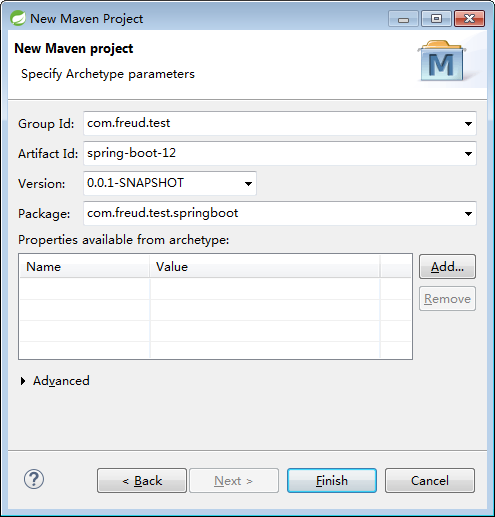 New Maven Project
New Maven project
Specify Archetype parameters
M
Group Id: com.freud.test
Artifact Id: spring-boot-12
Version: 0.0.1-SNAPSHOT
Package: com.freud.test.springboot
Properties available from archetype:
Name Value
Add...
Remove
Advanced
? < Back Next > Finish Cancel